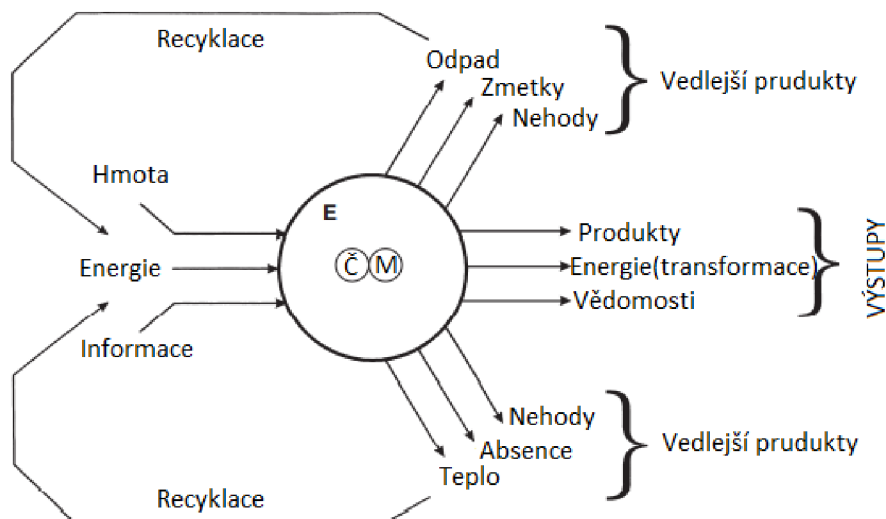 Recyklace
Odpad
Zmetky
Nehody
Vedlejší prudukty
Hmota
Energie
Informace
E
Č M
Produkty
Energie(transformace)
Vědomosti
VÝSTUPY
Nehody
Absence
Teplo
Vedlejší prudukty
Recyklace